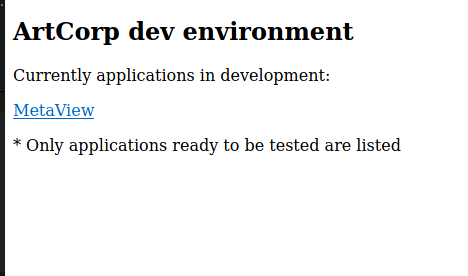 ArtCorp dev environment
Currently applications in development:
MetaView
* Only applications ready to be tested are listed